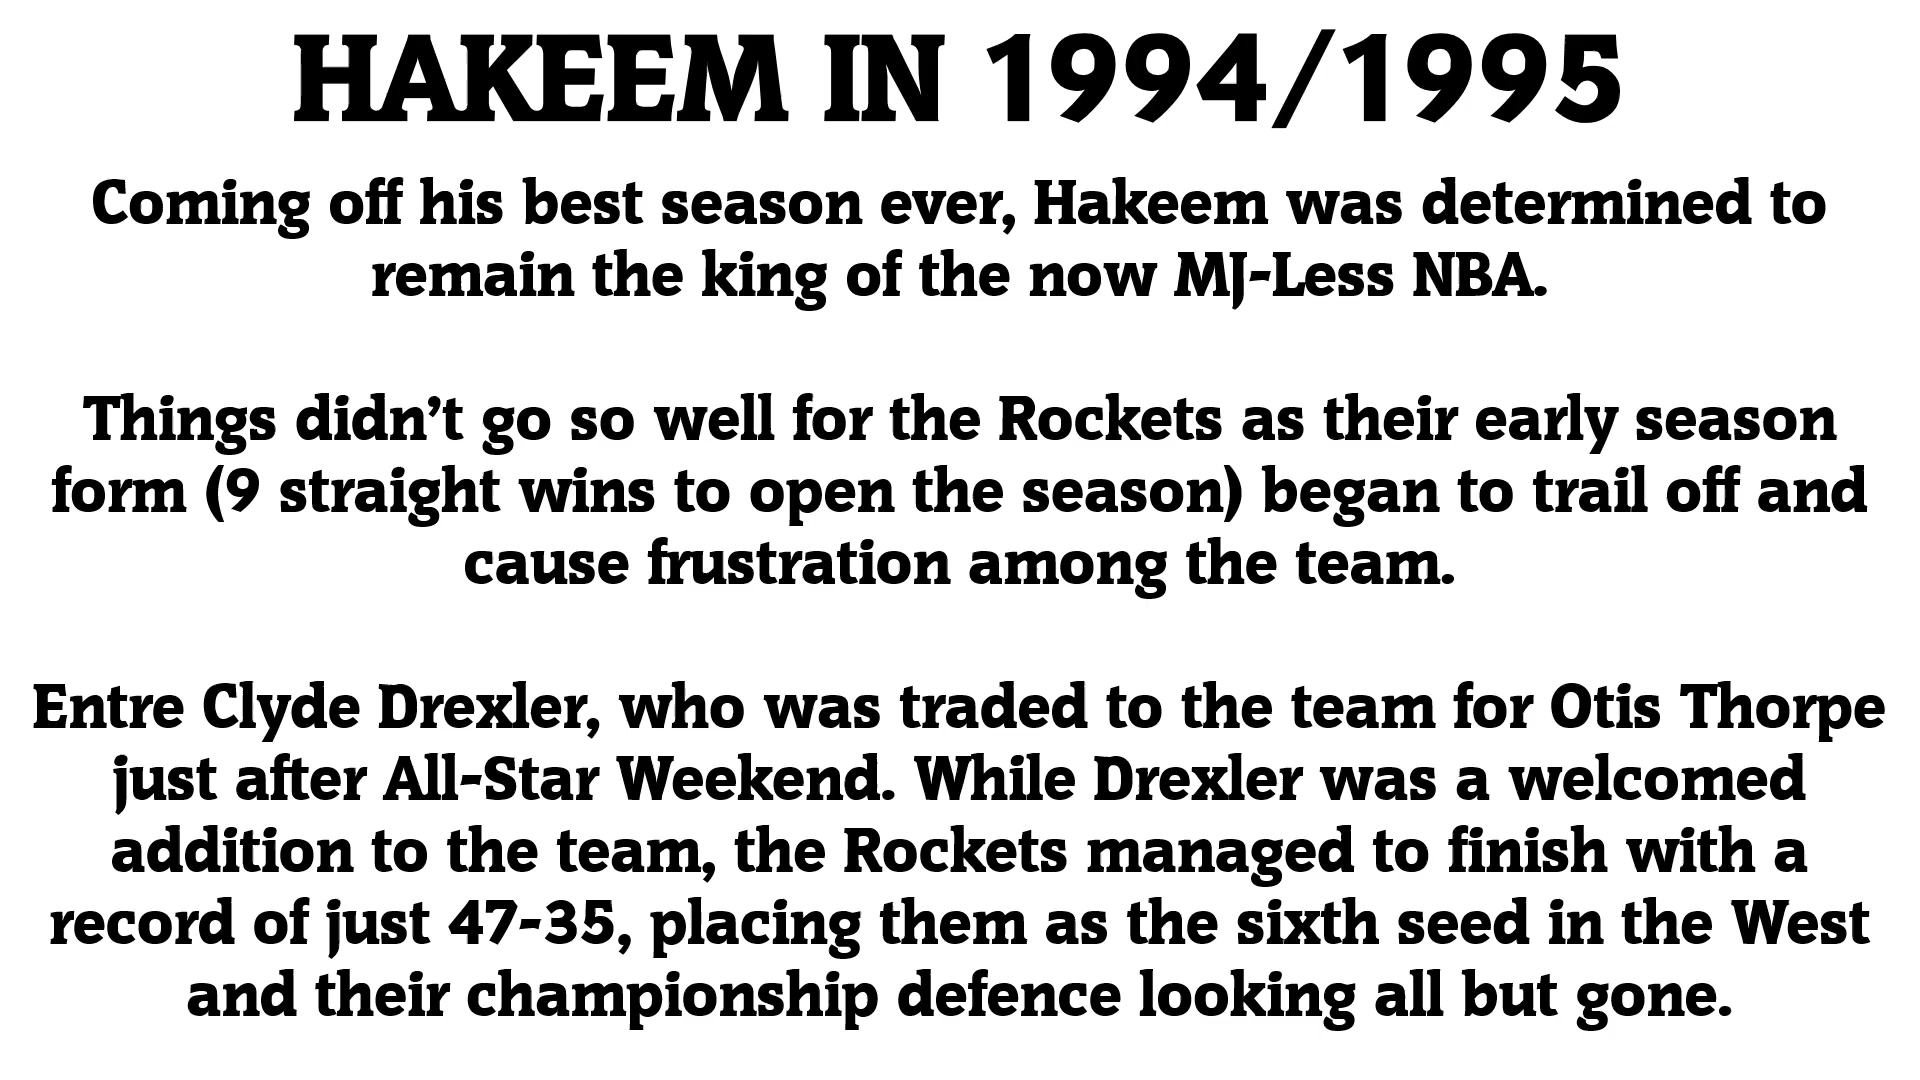 HAKEEM IN 1994/1995
Coming off his best season ever, Hakeem was determined to
remain the king of the now MJ-Less NBA.
Things didn’t go so well for the Rockets as their early season
form (9 straight wins to open the season) began to trail off and
cause frustration among the team.
Entre Clyde Drexler, who was traded to the team for Otis Thorpe
just after All-Star Weekend. While Drexler was a welcomed
addition to the team, the Rockets managed to finish with a
record of just 47-35, placing them as the sixth seed in the West
and their championship defence looking all but gone.